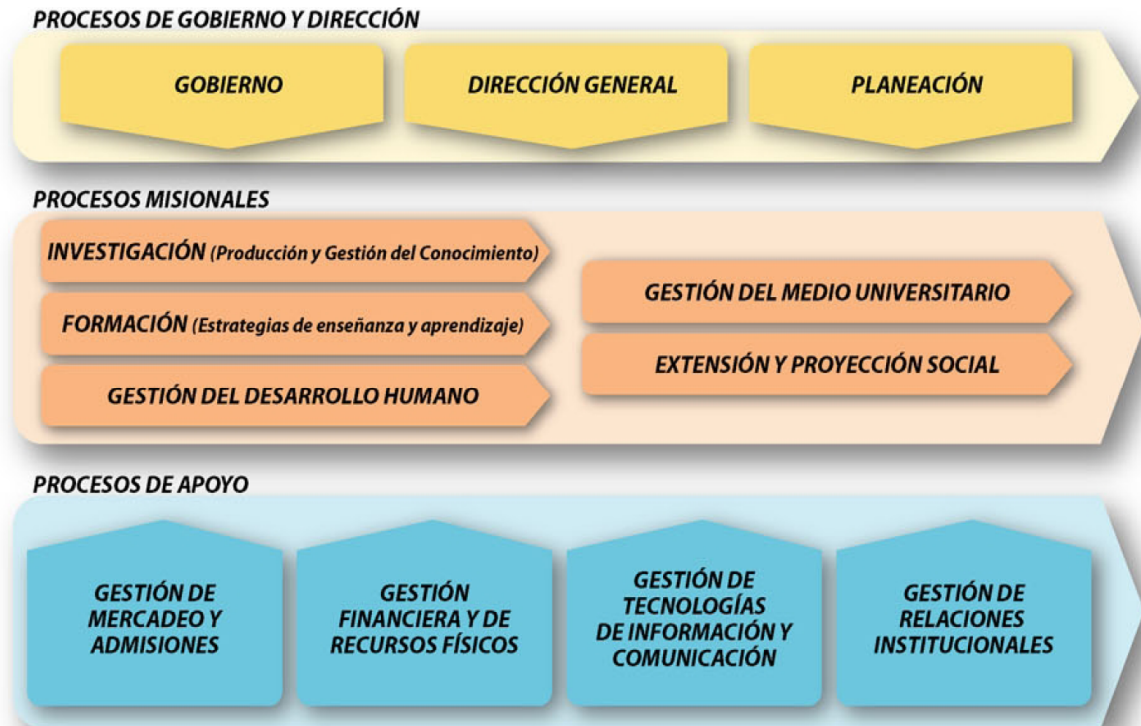 PROCESOS DE GOBIERNO Y DIRECCIÓN
GOBIERNO
DIRECCIÓN GENERAL
PLANEACIÓN
PROCESOS MISIONALES
INVESTIGACIÓN (Producción y Gestión del Conocimiento)
FORMACIÓN (Estrategias de enseñanza y aprendizaje)
GESTIÓN DEL DESARROLLO HUMANO
GESTIÓN DEL MEDIO UNIVERSITARIO
EXTENSIÓN Y PROYECCIÓN SOCIAL
PROCESOS DE APOYO
GESTIÓN DE
MERCADEO Y
ADMISIONES
GESTIÓN
FINANCIERA Y DE
RECURSOS FÍSICOS
GESTIÓN DE
TECNOLOGÍAS
DE INFORMACIÓN Y
COMUNICACIÓN
GESTIÓN DE
RELACIONES
INSTITUCIONALES